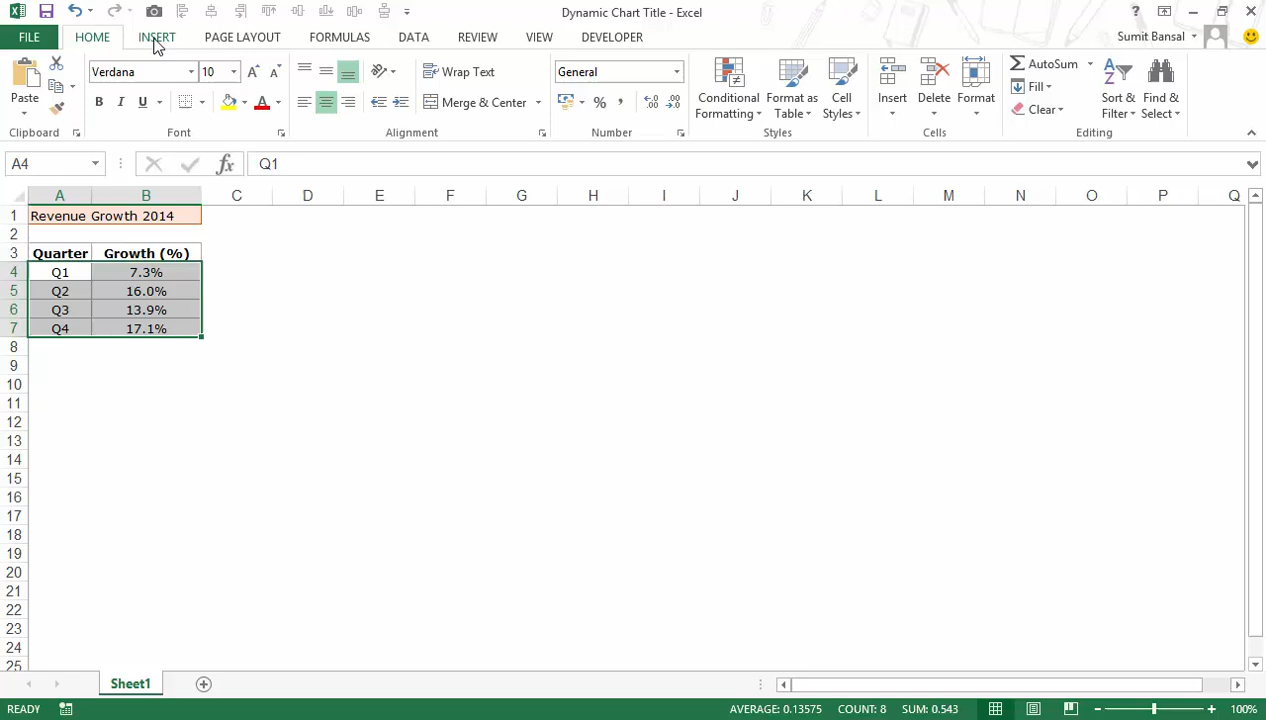 Dynamic Chart Title - Excel
FILE HOME INSERT PAGE LAYOUT FORMULAS DATA REVIEW VIEW DEVELOPER Sumit Bansal
Paste
Clipboard
Verdana 10
B I U A
Font
Wrap Text
Merge & Center
Alignment
General
% ,
Number
Conditional Formatting
Format as Table
Cell Styles
Styles
Insert
Delete
Format
Cells
AutoSum
Fill
Clear
Sort & Filter
Find & Select
Editing
A4 fx Q1
A B C D E F G H I J K L M N O P Q
1 Revenue Growth 2014
2
3 Quarter Growth (%)
4 Q1 7.3%
5 Q2 16.0%
6 Q3 13.9%
7 Q4 17.1%
8
9
10
11
12
13
14
15
16
17
18
19
20
21
22
23
24
25
Sheet1
READY AVERAGE: 0.13575 COUNT: 8 SUM: 0.543 100%